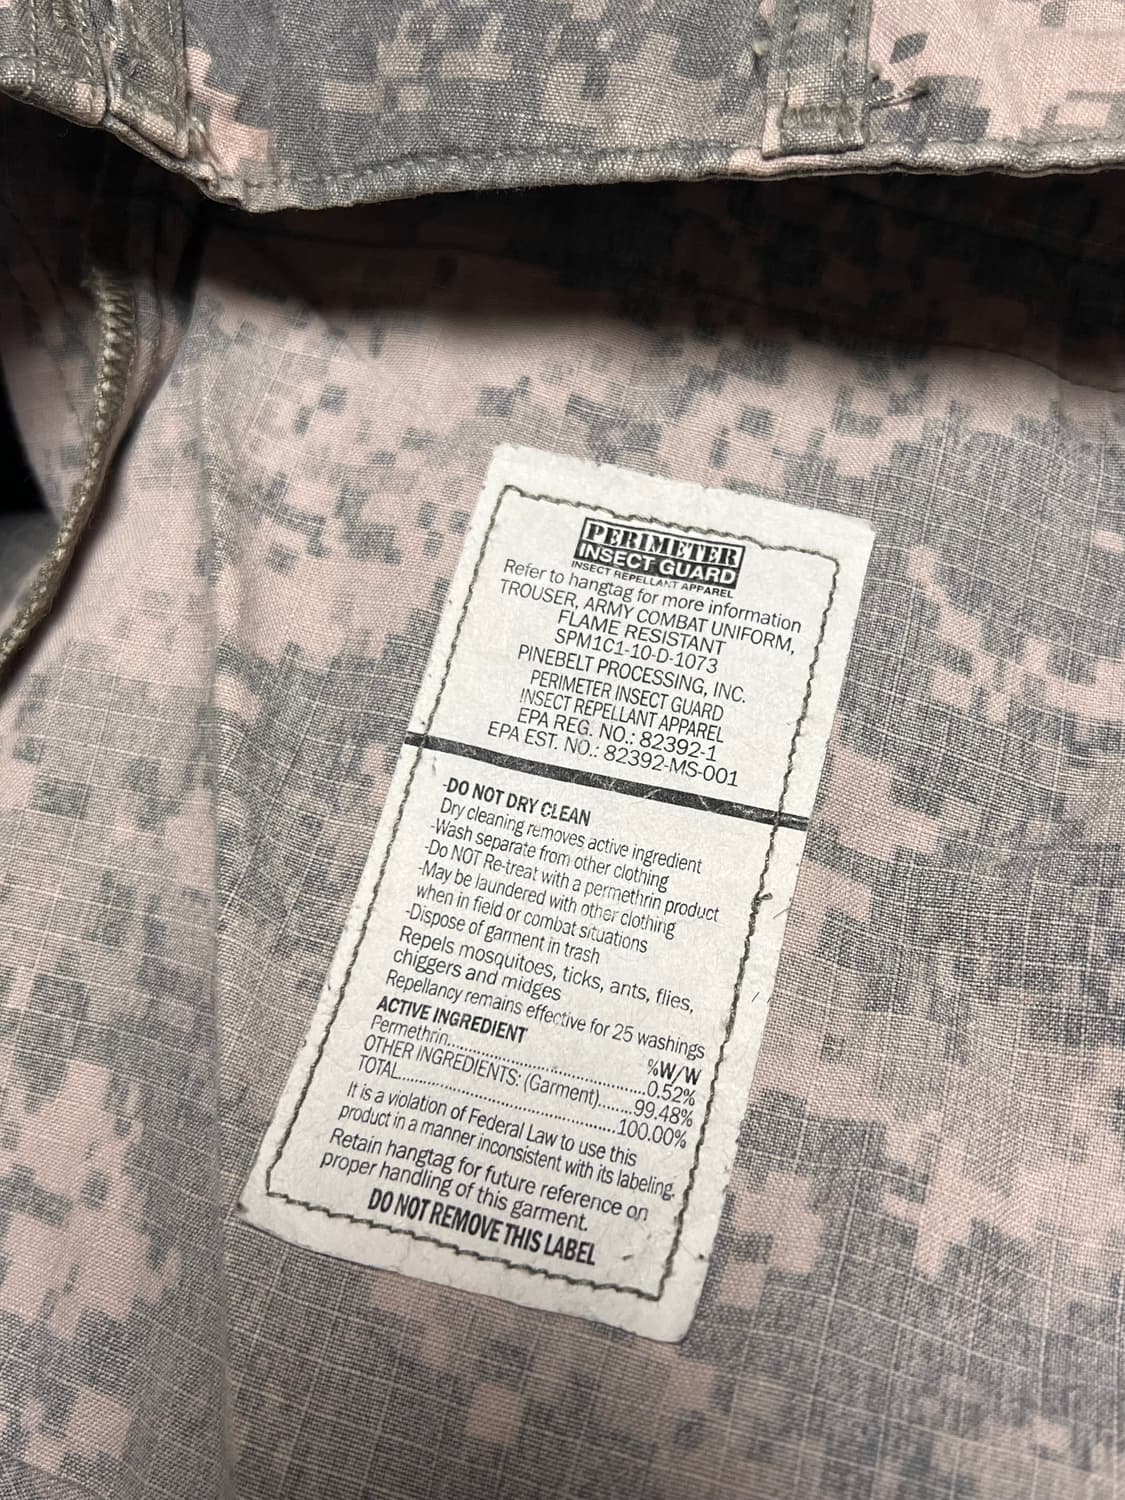 PERIMETER
INSECT GUARD
INSECT REPELLANT APPAREL
Refer to hangtag for more information
TROUSER, ARMY COMBAT UNIFORM,
FLAME RESISTANT
SPM1C1-10-D-1073
PINEBELT PROCESSING, INC.
PERIMETER INSECT GUARD
INSECT REPELLANT APPAREL
EPA REG. NO.: 82392-1
EPA EST. NO.: 82392-MS-001
-DO NOT DRY CLEAN
Dry cleaning removes active ingredient
-Wash separate from other clothing
-Do NOT Re-treat with a permethrin product
-May be laundered with other clothing
when in field or combat situations
-Dispose of garment in trash
Repels mosquitoes, ticks, ants, flies,
chiggers and midges
Repellancy remains effective for 25 washings
ACTIVE INGREDIENT %W/W
Permethrin..............................0.52%
OTHER INGREDIENTS: (Garment).......99.48%
TOTAL....................................100.00%
It is a violation of Federal Law to use this
product in a manner inconsistent with its labeling.
Retain hangtag for future reference on
proper handling of this garment.
DO NOT REMOVE THIS LABEL